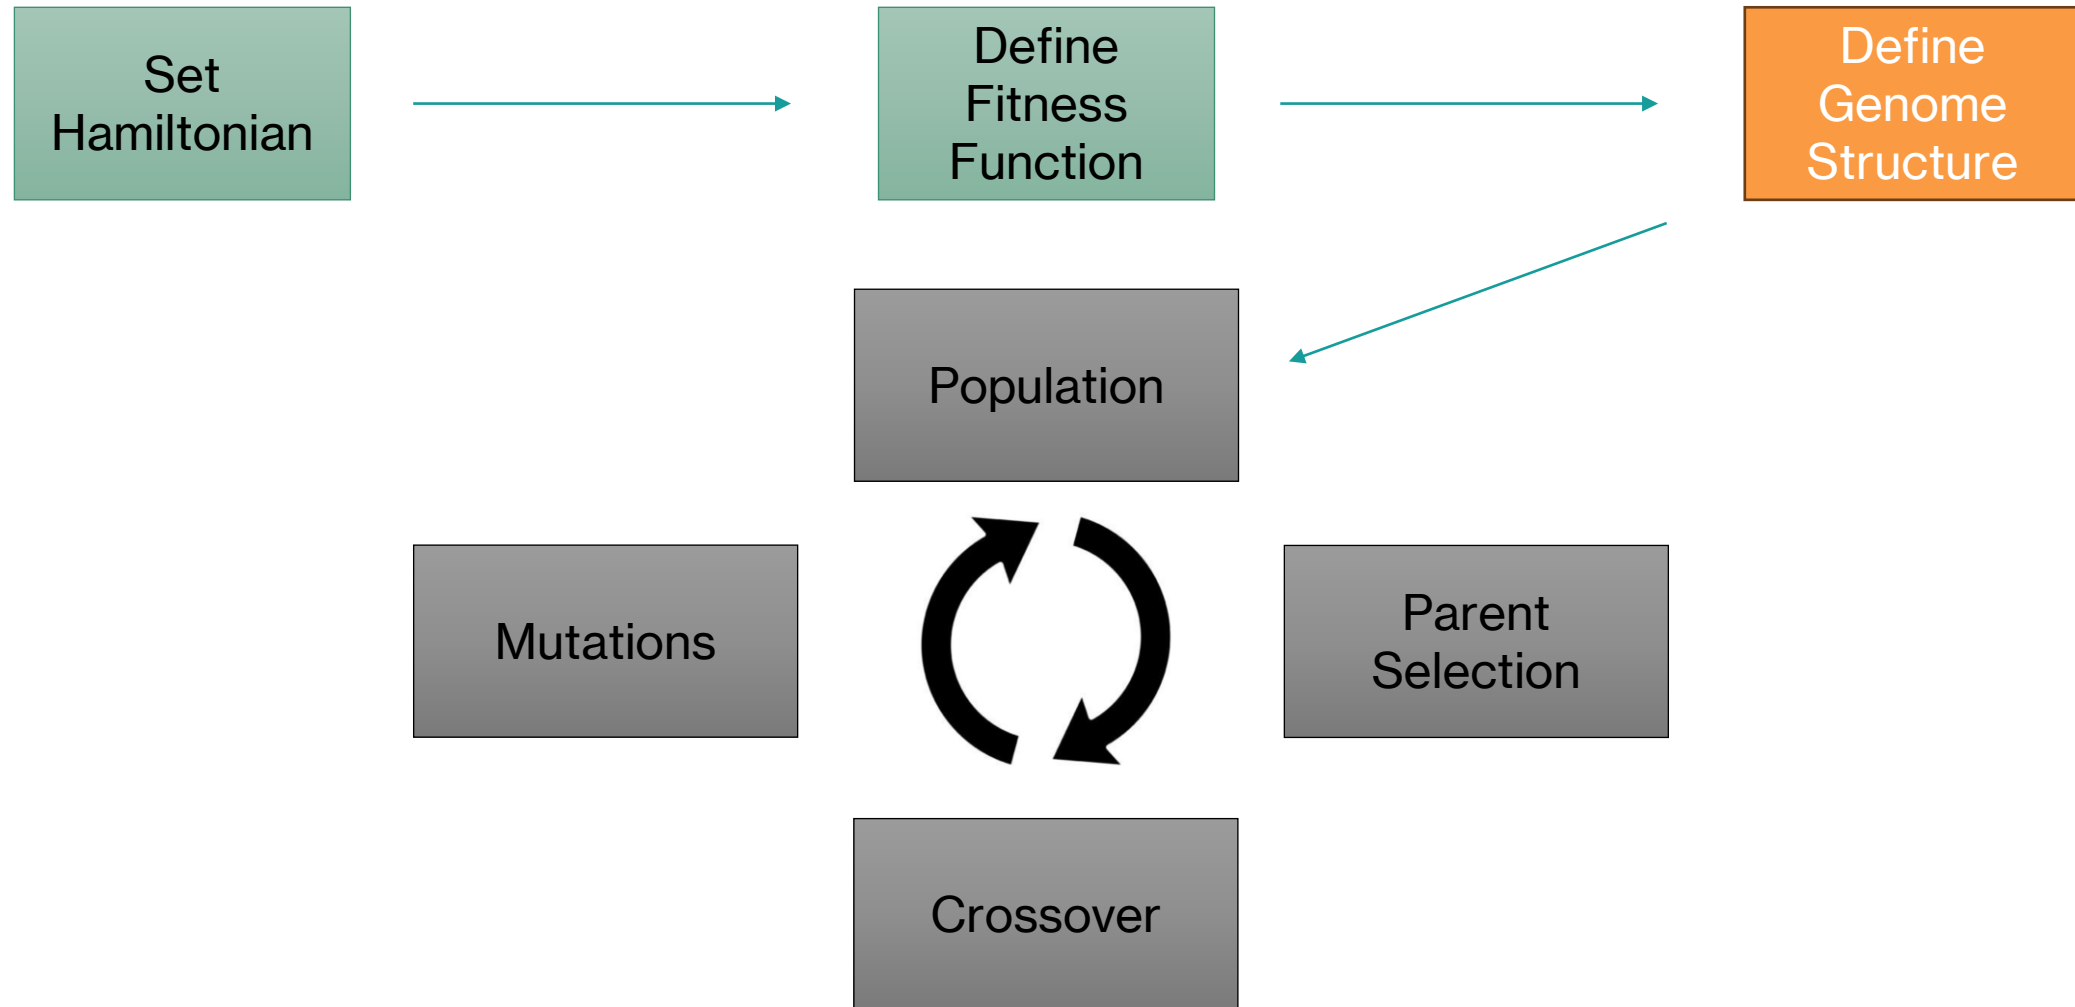 Set
Hamiltonian
Define
Fitness
Function
Define
Genome
Structure
Population
Mutations
Parent
Selection
Crossover